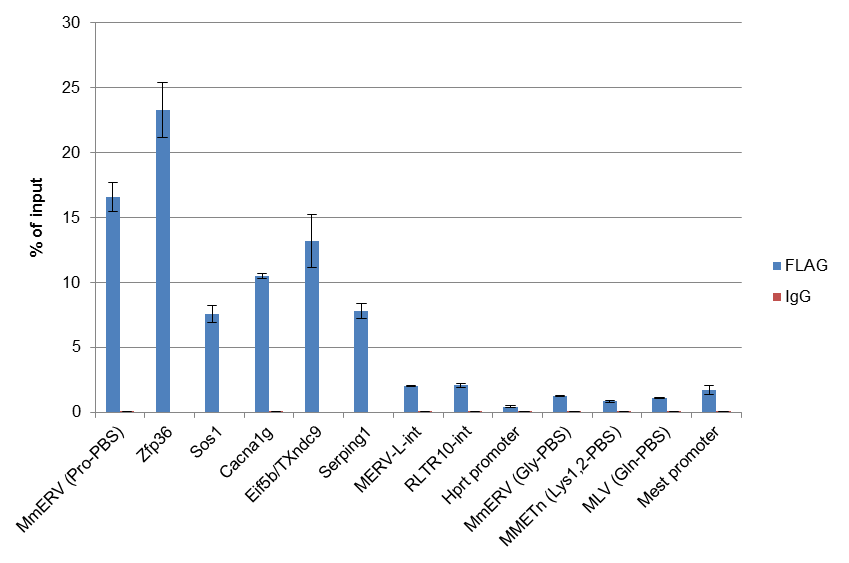 30
25
20
15
10
5
0
% of input
MmERV (Pro-PBS)
Zfp36
Sos1
Cacna1g
Eif5b/TXndc9
Serping1
MERV-L-int
RLTR10-int
Hprt promoter
MmERV (Gly-PBS)
MMETn (Lys1,2-PBS)
MLV (Gln-PBS)
Mest promoter
FLAG
IgG